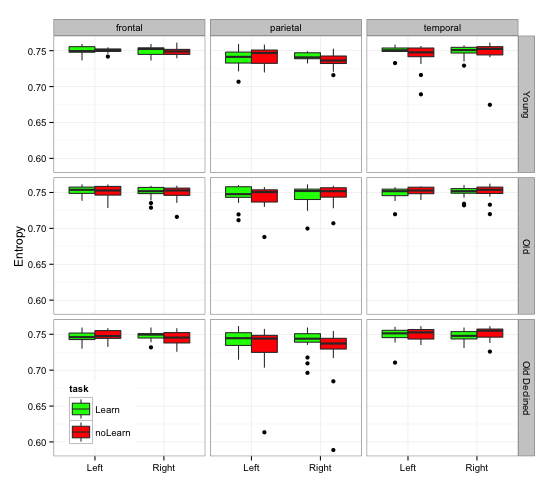 frontal parietal temporal
0.75
0.70
0.65
0.60
Young
0.75
0.70
0.65
0.60
Old
Entropy
0.75
0.70
0.65
0.60
Old Declined
task
Learn
noLearn
Left Right Left Right Left Right